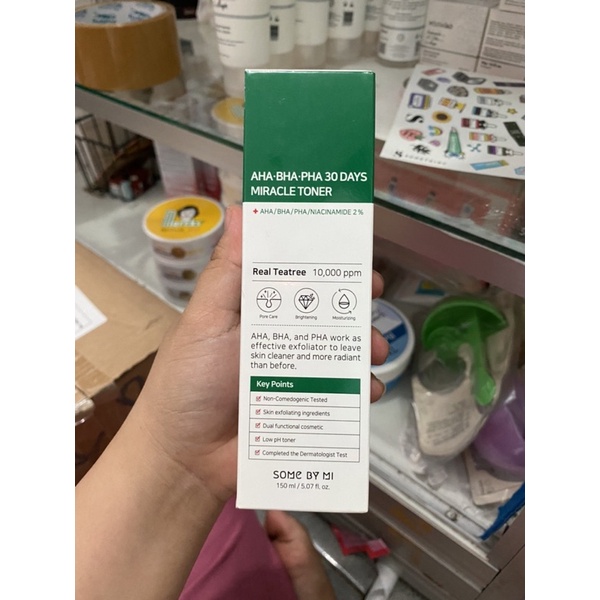 AHA·BHA·PHA 30 DAYS
MIRACLE TONER
+ AHA/BHA/PHA/NIACINAMIDE 2%
Real Teatree 10,000 ppm
Pore Care Brightening Moisturizing
AHA, BHA, and PHA work as
effective exfoliator to leave
skin cleaner and more radiant
than before.
Key Points
Non-Comedogenic Tested
Skin exfoliating ingredients
Dual functional cosmetic
Low pH toner
Completed the Dermatologist Test
SOME BY MI
150 ml / 5.07 fl. oz.